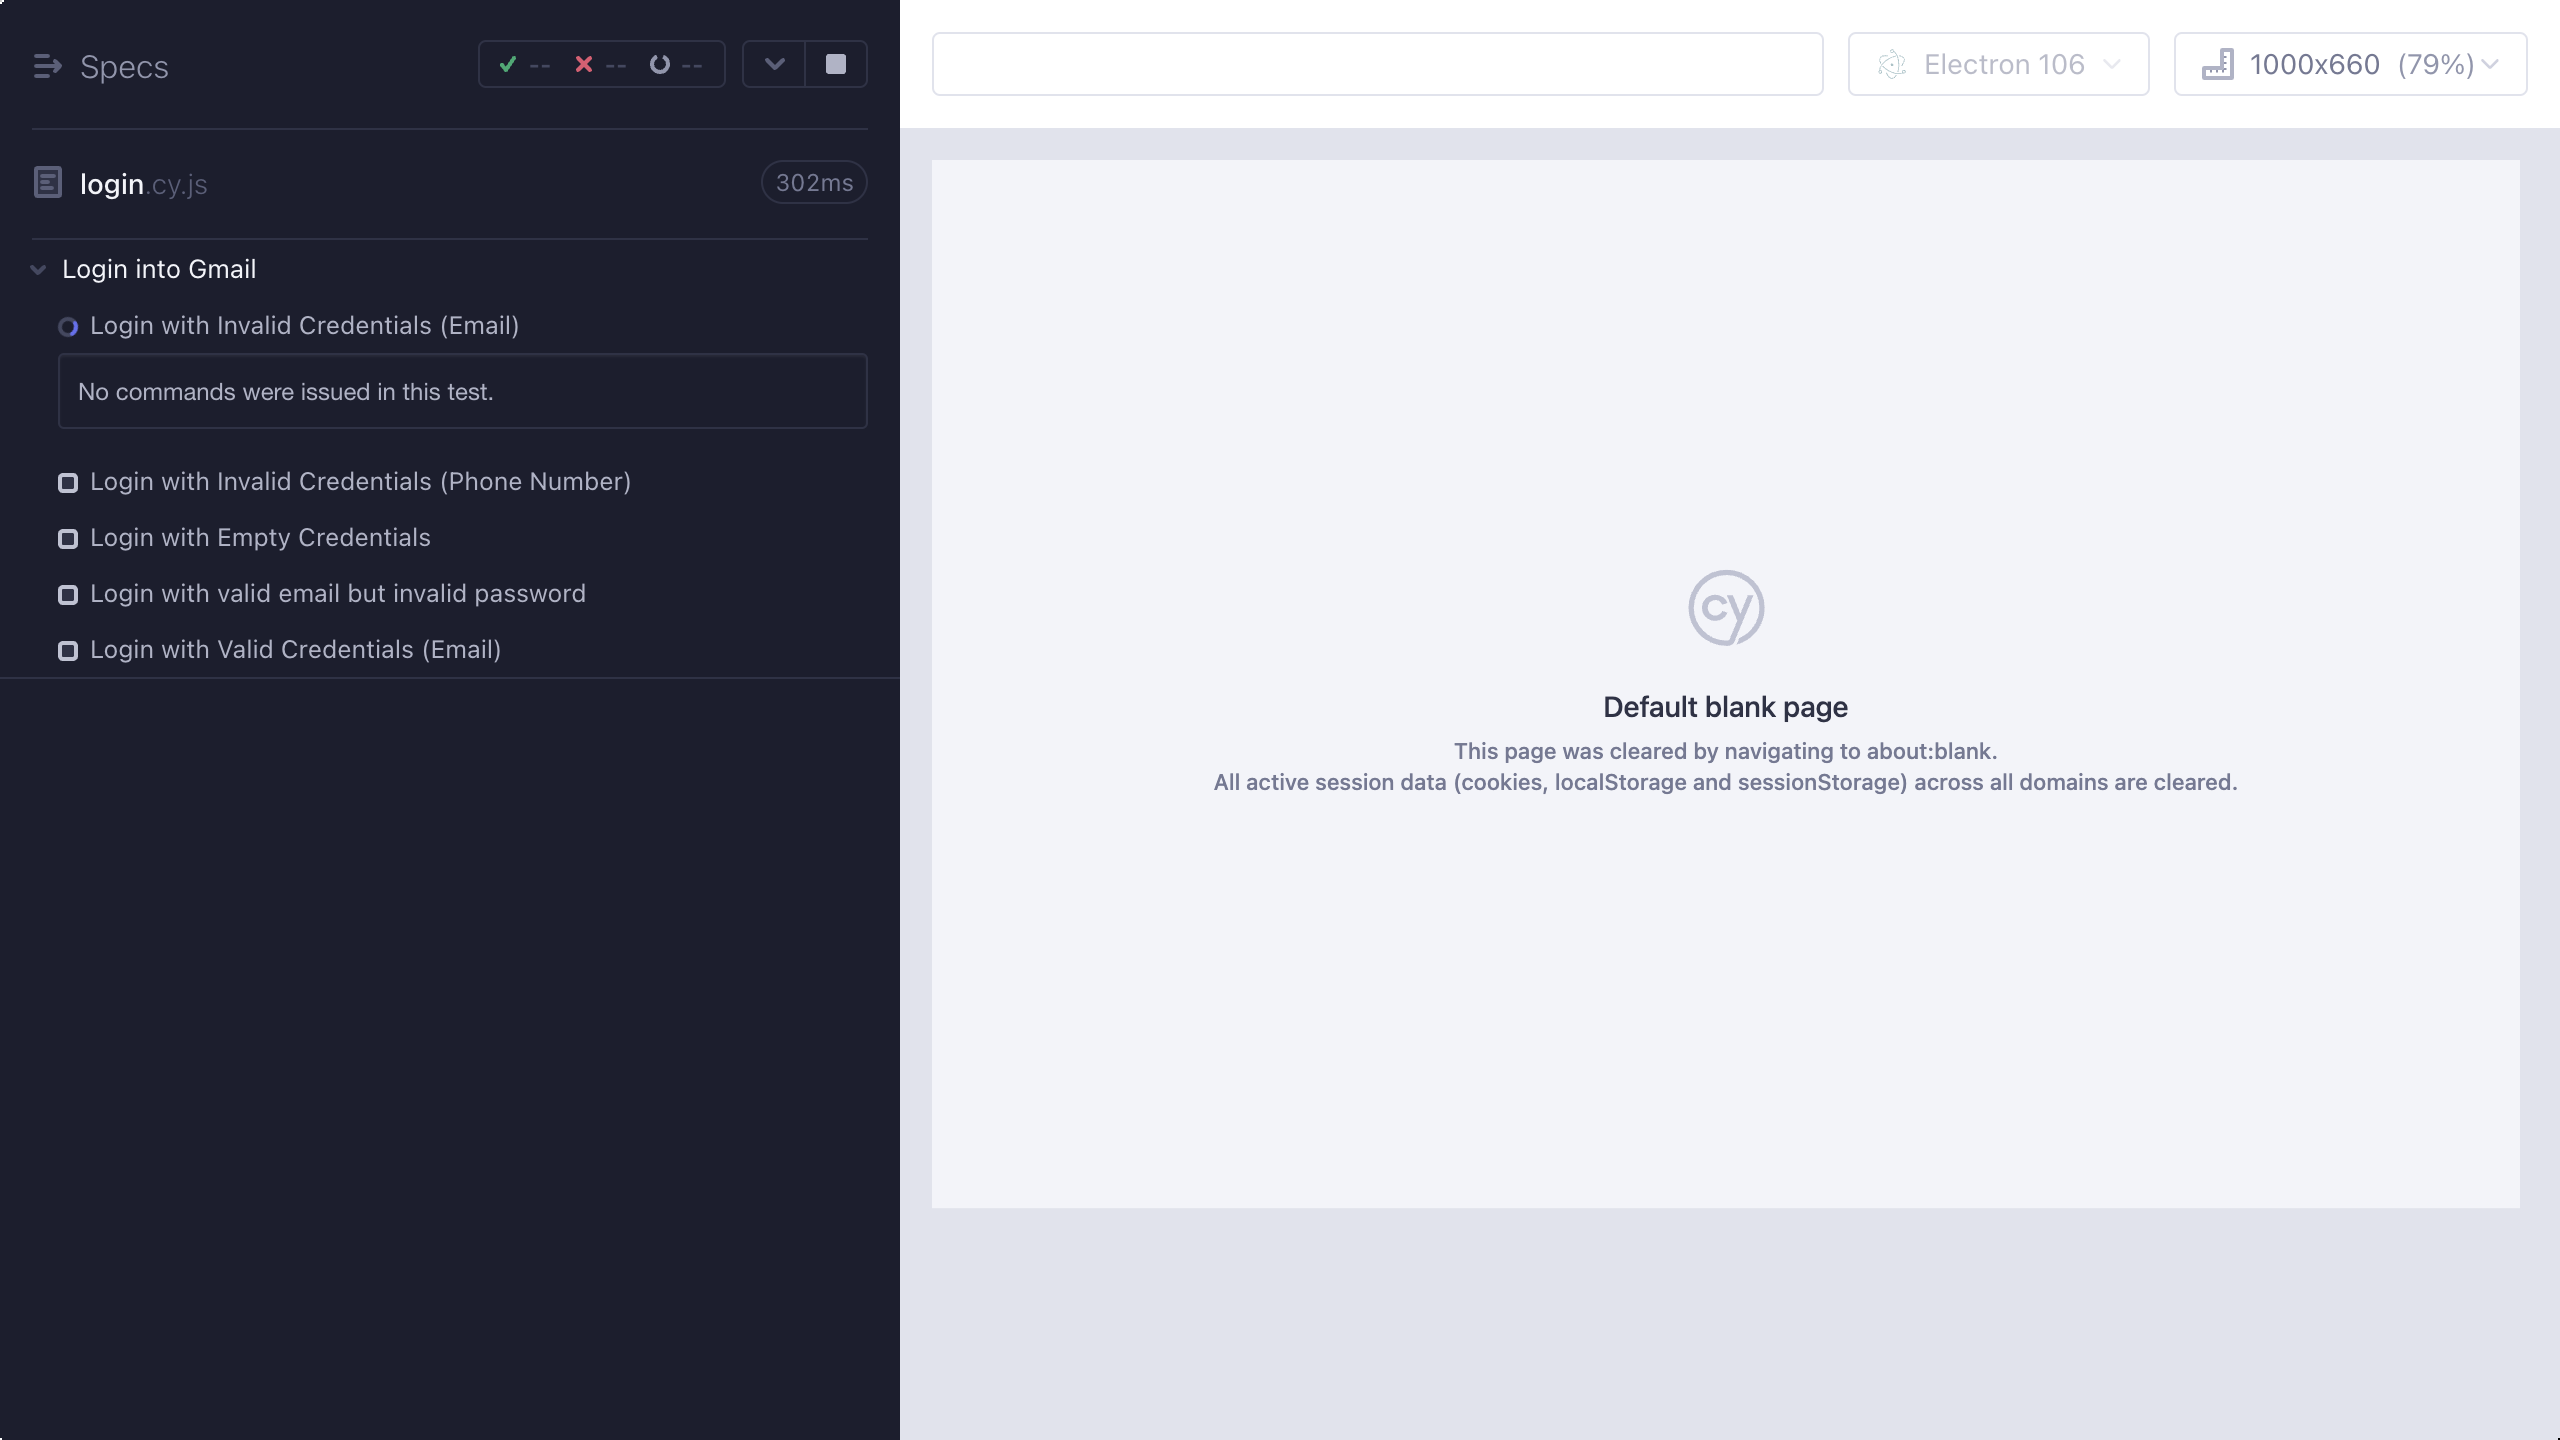 Specs
-- -- --
login.cy.js
302ms
Login into Gmail
Login with Invalid Credentials (Email)
No commands were issued in this test.
Login with Invalid Credentials (Phone Number)
Login with Empty Credentials
Login with valid email but invalid password
Login with Valid Credentials (Email)
Electron 106
1000x660 (79%)
cy
Default blank page
This page was cleared by navigating to about:blank.
All active session data (cookies, localStorage and sessionStorage) across all domains are cleared.